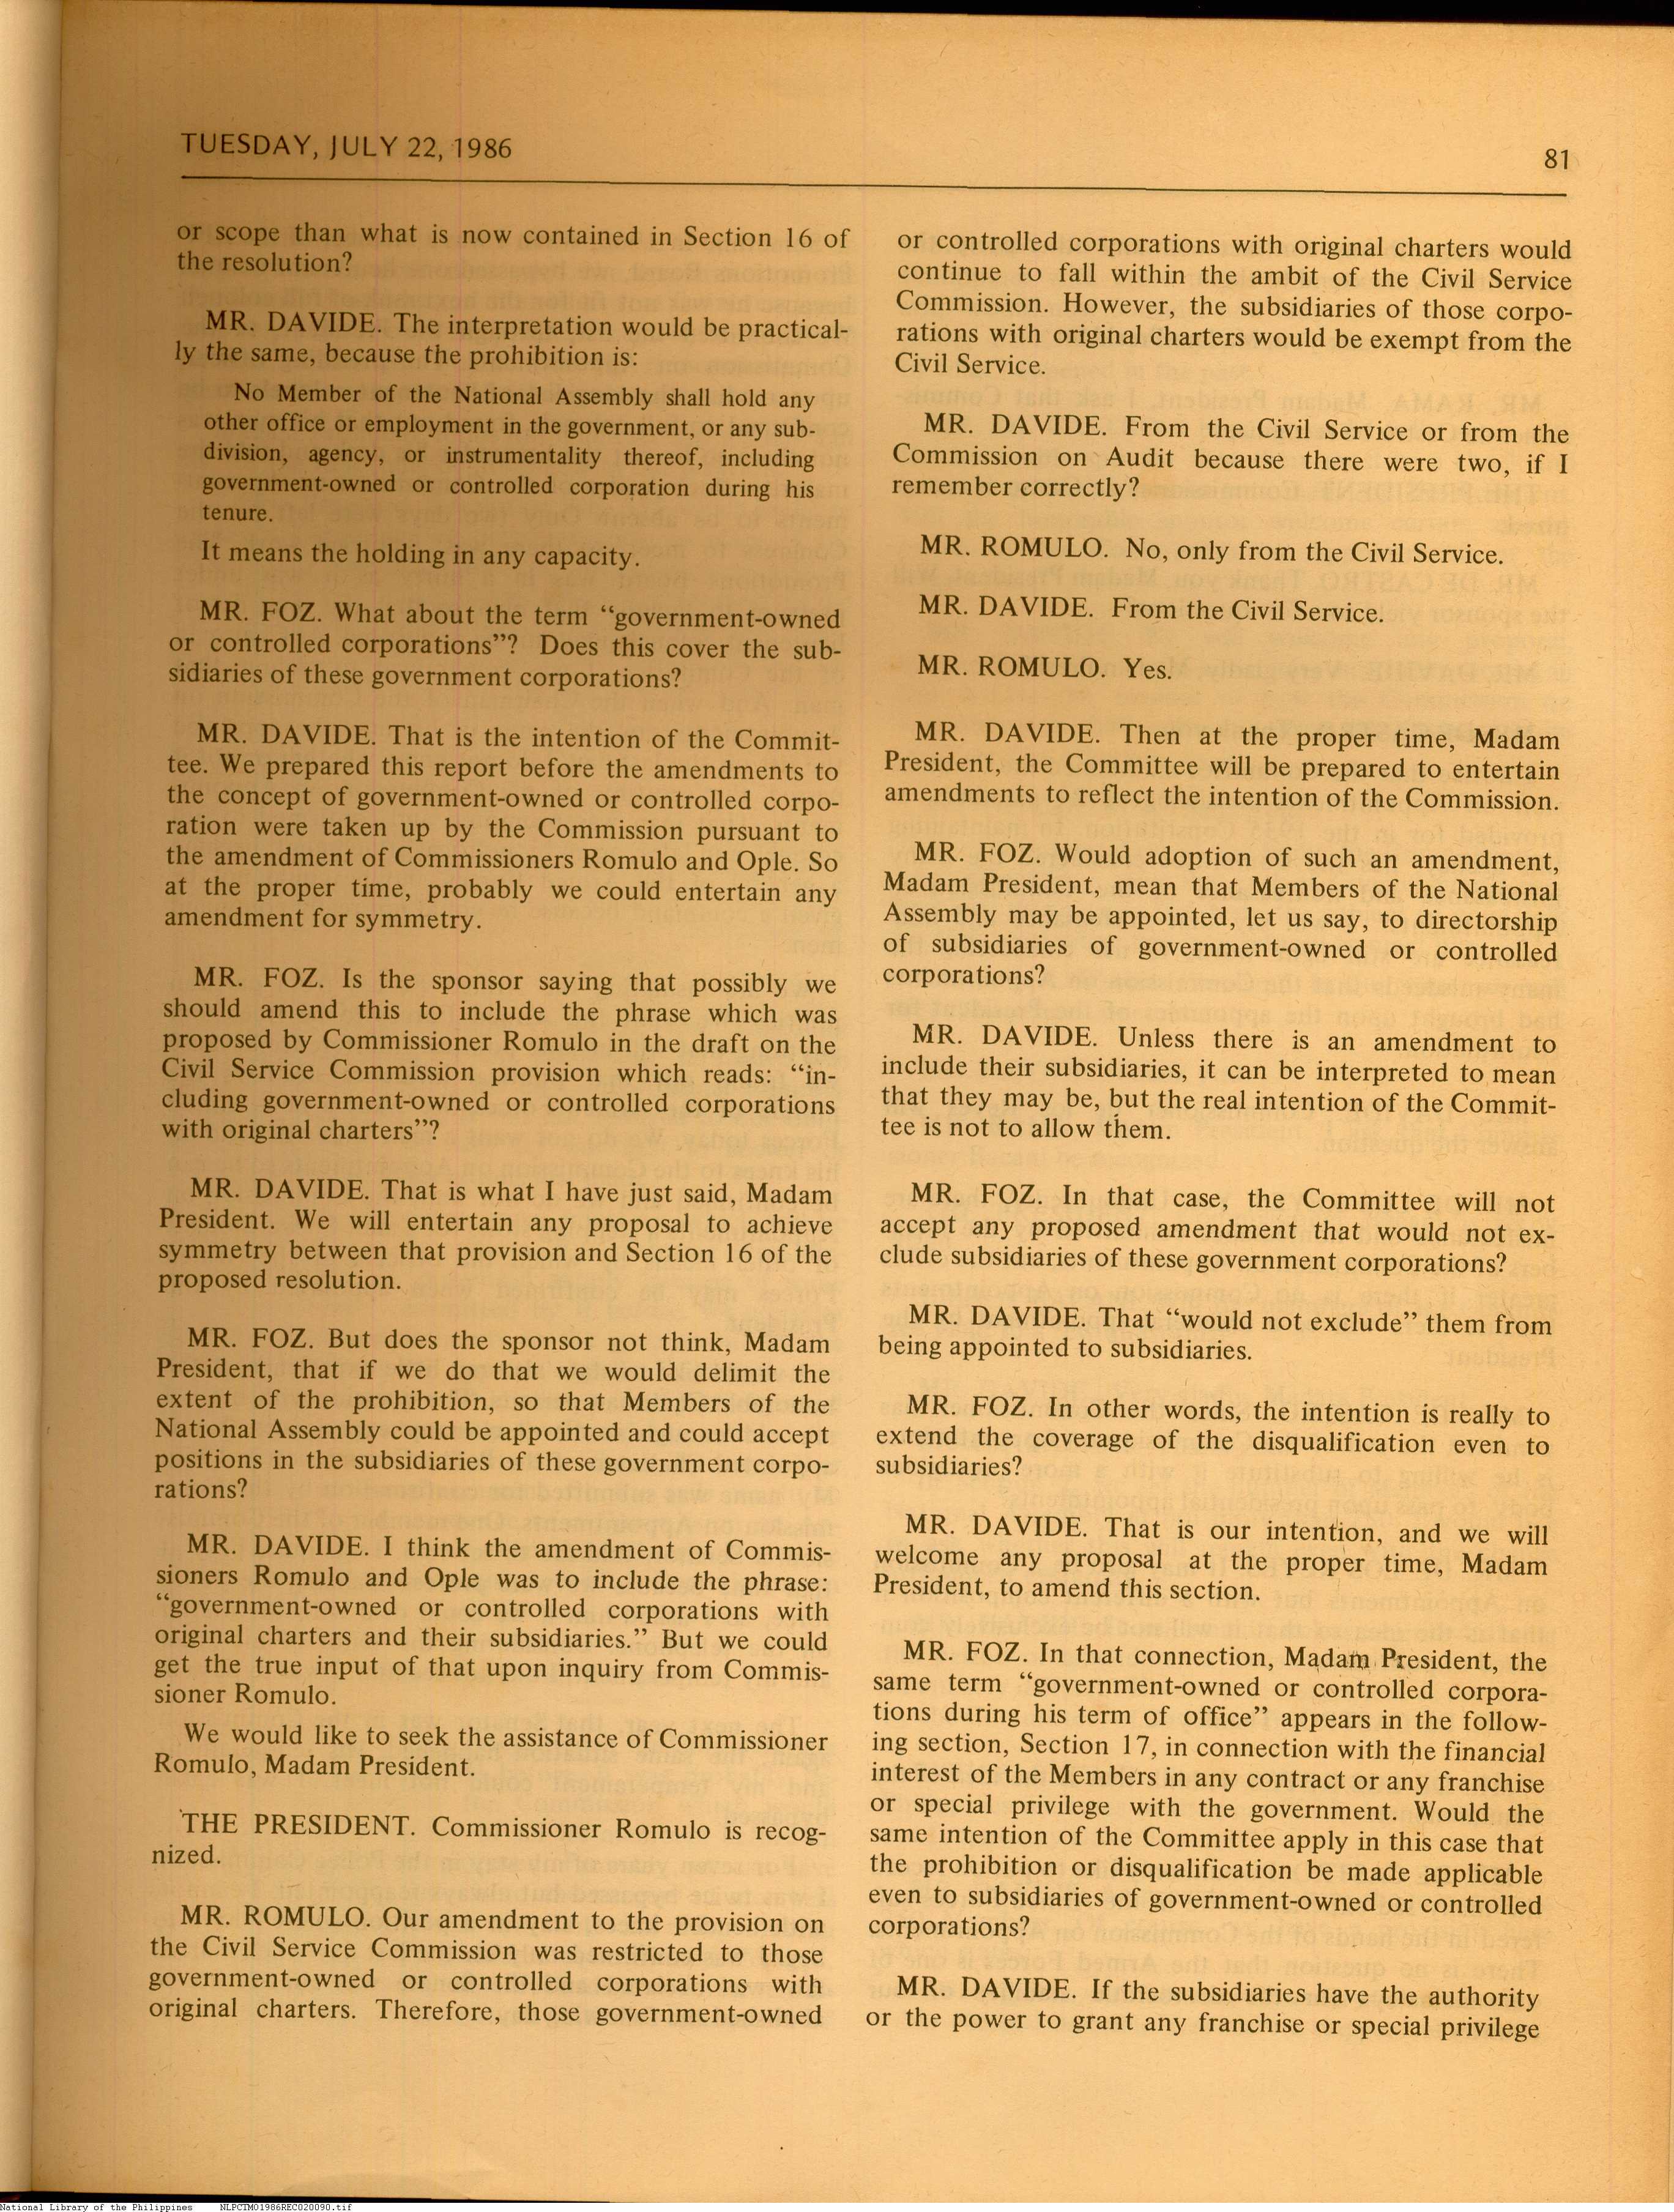 TUESDAY, JULY 22, 1986
81
or scope than what is now contained in Section 16 of
the resolution?
MR. DAVIDE. The interpretation would be practical-
ly the same, because the prohibition is:
No Member of the National Assembly shall hold any
other office or employment in the government, or any sub-
division, agency, or instrumentality thereof, including
government-owned or controlled corporation during his
tenure.
It means the holding in any capacity.
MR. FOZ. What about the term “government-owned
or controlled corporations”? Does this cover the sub-
sidiaries of these government corporations?
MR. DAVIDE. That is the intention of the Commit-
tee. We prepared this report before the amendments to
the concept of government-owned or controlled corpo-
ration were taken up by the Commission pursuant to
the amendment of Commissioners Romulo and Ople. So
at the proper time, probably we could entertain any
amendment for symmetry.
MR. FOZ. Is the sponsor saying that possibly we
should amend this to include the phrase which was
proposed by Commissioner Romulo in the draft on the
Civil Service Commission provision which reads: “in-
cluding government-owned or controlled corporations
with original charters”?
MR. DAVIDE. That is what I have just said, Madam
President. We will entertain any proposal to achieve
symmetry between that provision and Section 16 of the
proposed resolution.
MR. FOZ. But does the sponsor not think, Madam
President, that if we do that we would delimit the
extent of the prohibition, so that Members of the
National Assembly could be appointed and could accept
positions in the subsidiaries of these government corpo-
rations?
MR. DAVIDE. I think the amendment of Commis-
sioners Romulo and Ople was to include the phrase:
“government-owned or controlled corporations with
original charters and their subsidiaries.” But we could
get the true input of that upon inquiry from Commis-
sioner Romulo.
We would like to seek the assistance of Commissioner
Romulo, Madam President.
THE PRESIDENT. Commissioner Romulo is recog-
nized.
MR. ROMULO. Our amendment to the provision on
the Civil Service Commission was restricted to those
government-owned or controlled corporations with
original charters. Therefore, those government-owned
or controlled corporations with original charters would
continue to fall within the ambit of the Civil Service
Commission. However, the subsidiaries of those corpo-
rations with original charters would be exempt from the
Civil Service.
MR. DAVIDE. From the Civil Service or from the
Commission on Audit because there were two, if I
remember correctly?
MR. ROMULO. No, only from the Civil Service.
MR. DAVIDE. From the Civil Service.
MR. ROMULO. Yes.
MR. DAVIDE. Then at the proper time, Madam
President, the Committee will be prepared to entertain
amendments to reflect the intention of the Commission.
MR. FOZ. Would adoption of such an amendment,
Madam President, mean that Members of the National
Assembly may be appointed, let us say, to directorship
of subsidiaries of government-owned or controlled
corporations?
MR. DAVIDE. Unless there is an amendment to
include their subsidiaries, it can be interpreted to mean
that they may be, but the real intention of the Commit-
tee is not to allow them.
MR. FOZ. In that case, the Committee will not
accept any proposed amendment that would not ex-
clude subsidiaries of these government corporations?
MR. DAVIDE. That “would not exclude” them from
being appointed to subsidiaries.
MR. FOZ. In other words, the intention is really to
extend the coverage of the disqualification even to
subsidiaries?
MR. DAVIDE. That is our intention, and we will
welcome any proposal at the proper time, Madam
President, to amend this section.
MR. FOZ. In that connection, Madam President, the
same term “government-owned or controlled corpora-
tions during his term of office” appears in the follow-
ing section, Section 17, in connection with the financial
interest of the Members in any contract or any franchise
or special privilege with the government. Would the
same intention of the Committee apply in this case that
the prohibition or disqualification be made applicable
even to subsidiaries of government-owned or controlled
corporations?
MR. DAVIDE. If the subsidiaries have the authority
or the power to grant any franchise or special privilege
National Library of the Philippines NLPCTM01986REC020090.tif